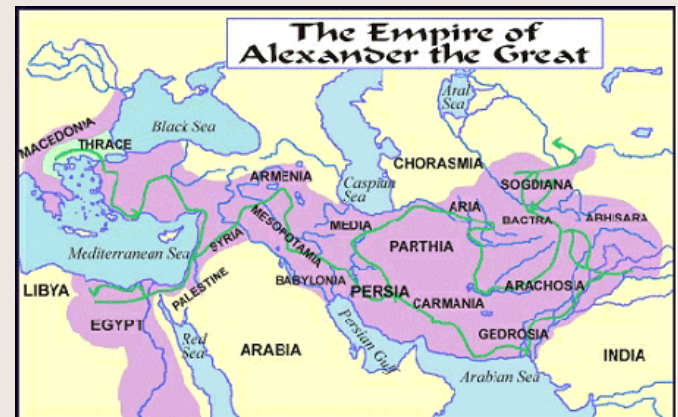 The Empire of
Alexander the Great
Aral
Sea
Black Sea
MACEDONIA
THRACE
CHORASMIA
ARMENIA
Caspian
Sea
SOGDIANA
ARIA
BACTRA
ABHISARA
MESOPOTAMIA
MEDIA
SYRIA
PARTHIA
Mediterranean Sea
BABYLONIA
PALESTINE
LIBYA
PERSIA
ARACHOSIA
CARMANIA
EGYPT
Persian Gulf
GEDROSIA
Red
Sea
ARABIA
INDIA
Arabian Sea